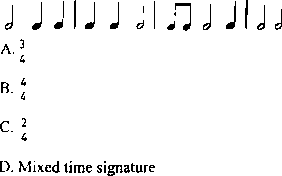 A. 3/4
B. 4/4
C. 2/4
D. Mixed time signature